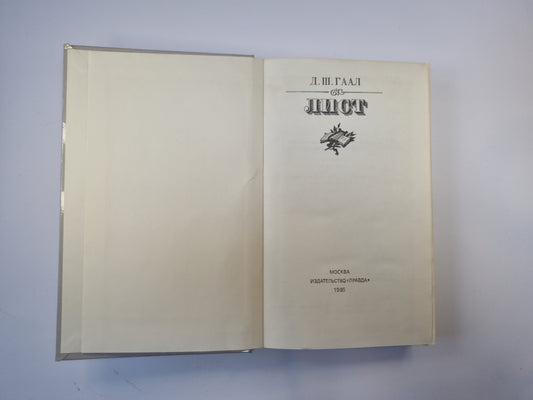 Д. Ш. ГААЛ
ЛИСТ
МОСКВА
ИЗДАТЕЛЬСТВО «ПРАВДА»